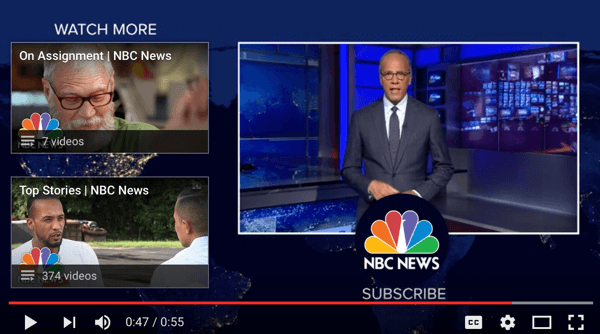 WATCH MORE
On Assignment | NBC News
7 videos
Top Stories | NBC News
374 videos
NBC NEWS
SUBSCRIBE
0:47 / 0:55
CC